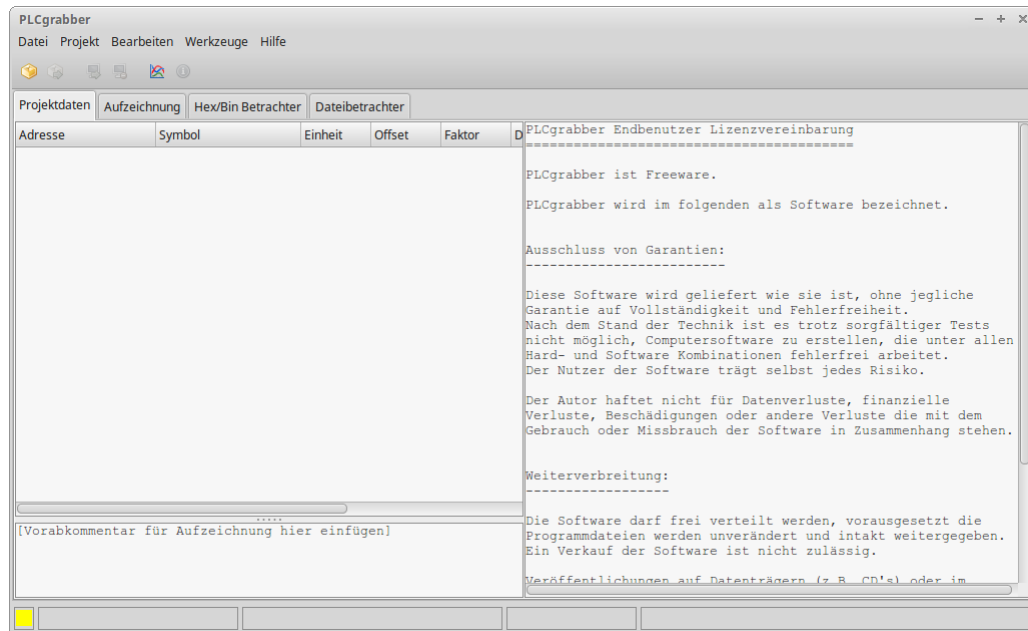 PLCgrabber
Datei Projekt Bearbeiten Werkzeuge Hilfe
Projektdaten Aufzeichnung Hex/Bin Betrachter Dateibetrachter
Adresse Symbol Einheit Offset Faktor D
PLCgrabber Endbenutzer Lizenzvereinbarung
=========================================
PLCgrabber ist Freeware.
PLCgrabber wird im folgenden als Software bezeichnet.
Ausschluss von Garantien:
-------------------------
Diese Software wird geliefert wie sie ist, ohne jegliche
Garantie auf Vollständigkeit und Fehlerfreiheit.
Nach dem Stand der Technik ist es trotz sorgfältiger Tests
nicht möglich, Computersoftware zu erstellen, die unter allen
Hard- und Software Kombinationen fehlerfrei arbeitet.
Der Nutzer der Software trägt selbst jedes Risiko.
Der Autor haftet nicht für Datenverluste, finanzielle
Verluste, Beschädigungen oder andere Verluste die mit dem
Gebrauch oder Missbrauch der Software in Zusammenhang stehen.
Weiterverbreitung:
------------------
Die Software darf frei verteilt werden, vorausgesetzt die
Programmdateien werden unverändert und intakt weitergegeben.
Ein Verkauf der Software ist nicht zulässig.
Veröffentlichungen auf Datenträgern (z.B. CD's) oder im
[Vorabkommentar für Aufzeichnung hier einfügen]